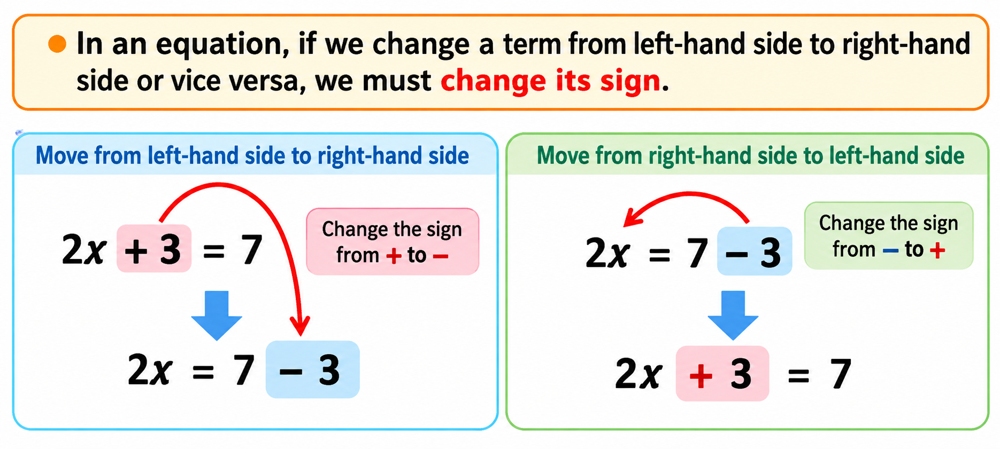 In an equation, if we change a term from left-hand side to right-hand
side or vice versa, we must change its sign.
Move from left-hand side to right-hand side
2x + 3 = 7
Change the sign
from + to −
2x = 7 − 3
Move from right-hand side to left-hand side
2x = 7 − 3
Change the sign
from − to +
2x + 3 = 7